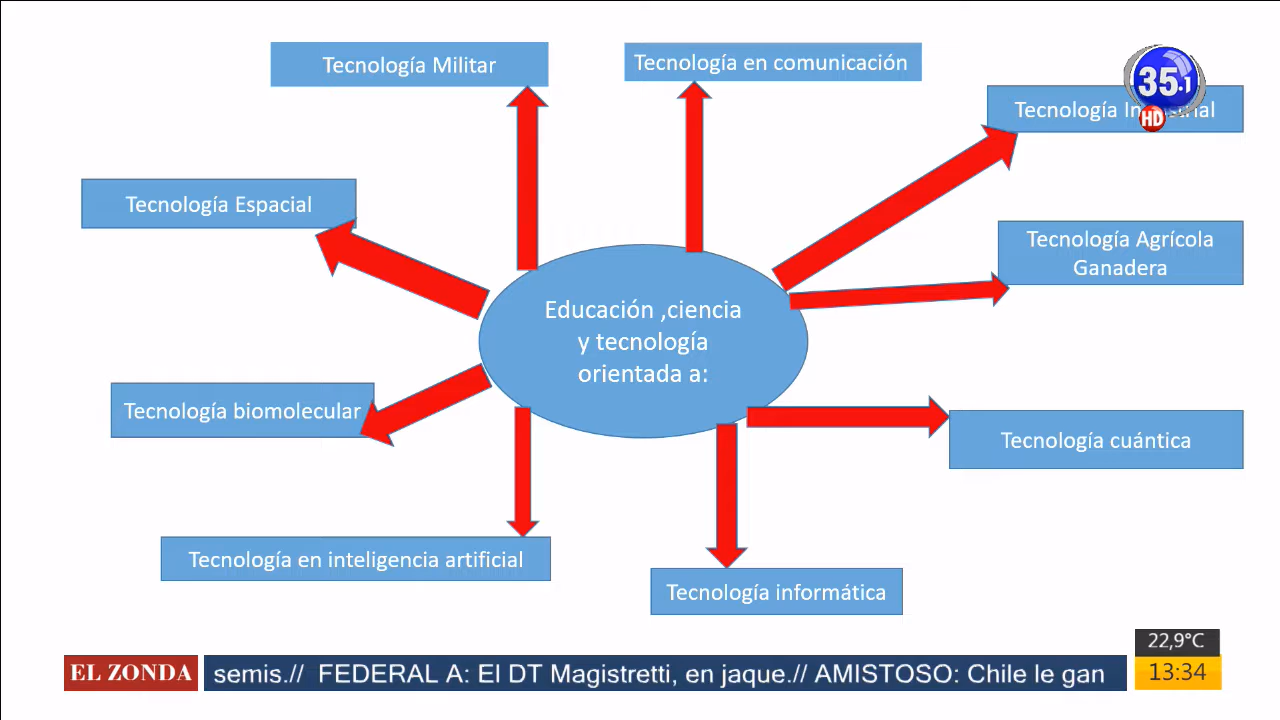 Tecnología Militar
Tecnología en comunicación
35.1
HD
Tecnología
Tecnología Espacial
Tecnología Agrícola
Ganadera
Educación ,ciencia
y tecnología
orientada a:
Tecnología biomolecular
Tecnología cuántica
Tecnología en inteligencia artificial
Tecnología informática
22,9°C
EL ZONDA
semis.// FEDERAL A: El DT Magistretti, en jaque.// AMISTOSO: Chile le gan
13:34